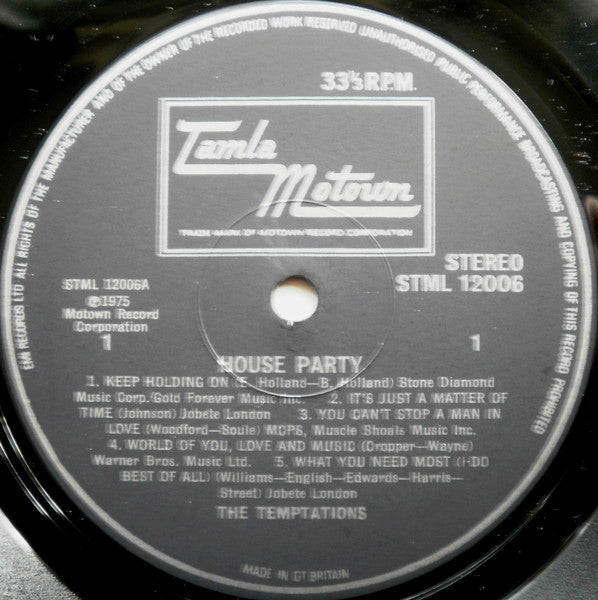 EMI RECORDS LTD ALL RIGHTS OF THE MANUFACTURER AND OF THE OWNER OF THE RECORDED WORK RESERVED UNAUTHORISED PUBLIC PERFORMANCE BROADCASTING AND COPYING OF THIS RECORD PROHIBITED
33⅓ R.P.M.
Tamla
Motown
TRADE MARK OF MOTOWN RECORD CORPORATION
STEREO
STML 12006
STML 12006A
℗1975
Motown Record
Corporation
1
1
HOUSE PARTY
1. KEEP HOLDING ON (E. Holland—B. Holland) Stone Diamond
Music Corp./Gold Forever Music Inc. 2. IT'S JUST A MATTER OF
TIME (Johnson) Jobete London 3. YOU CAN'T STOP A MAN IN
LOVE (Woodford—Soule) MCPS, Muscle Shoals Music Inc.
4. WORLD OF YOU, LOVE AND MUSIC (Cropper—Wayne)
Warner Bros. Music Ltd. 5. WHAT YOU NEED MOST (I DO
BEST OF ALL) (Williams—English—Edwards—Harris—
Street) Jobete London
THE TEMPTATIONS
MADE IN GT BRITAIN